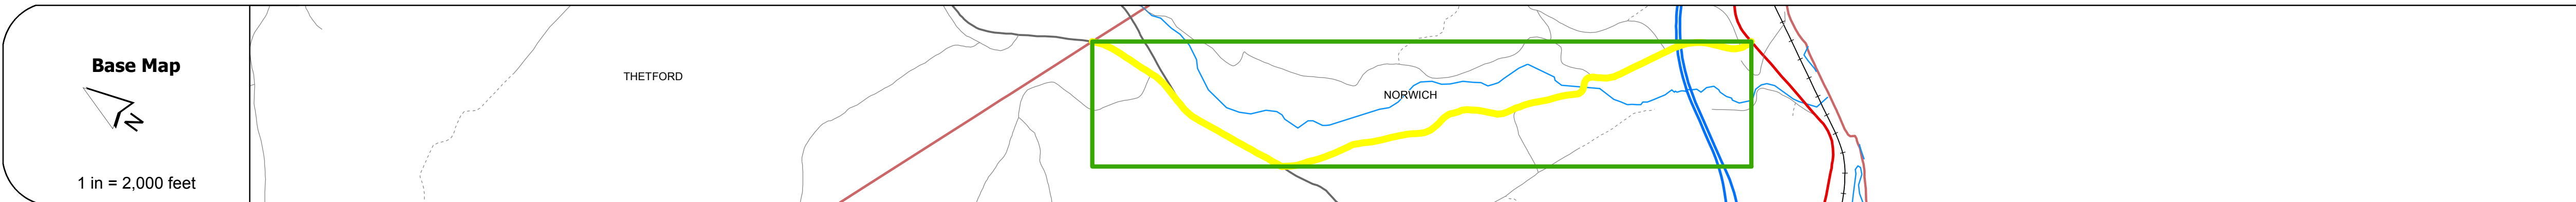 Base Map
N
1 in = 2,000 feet
THETFORD
NORWICH